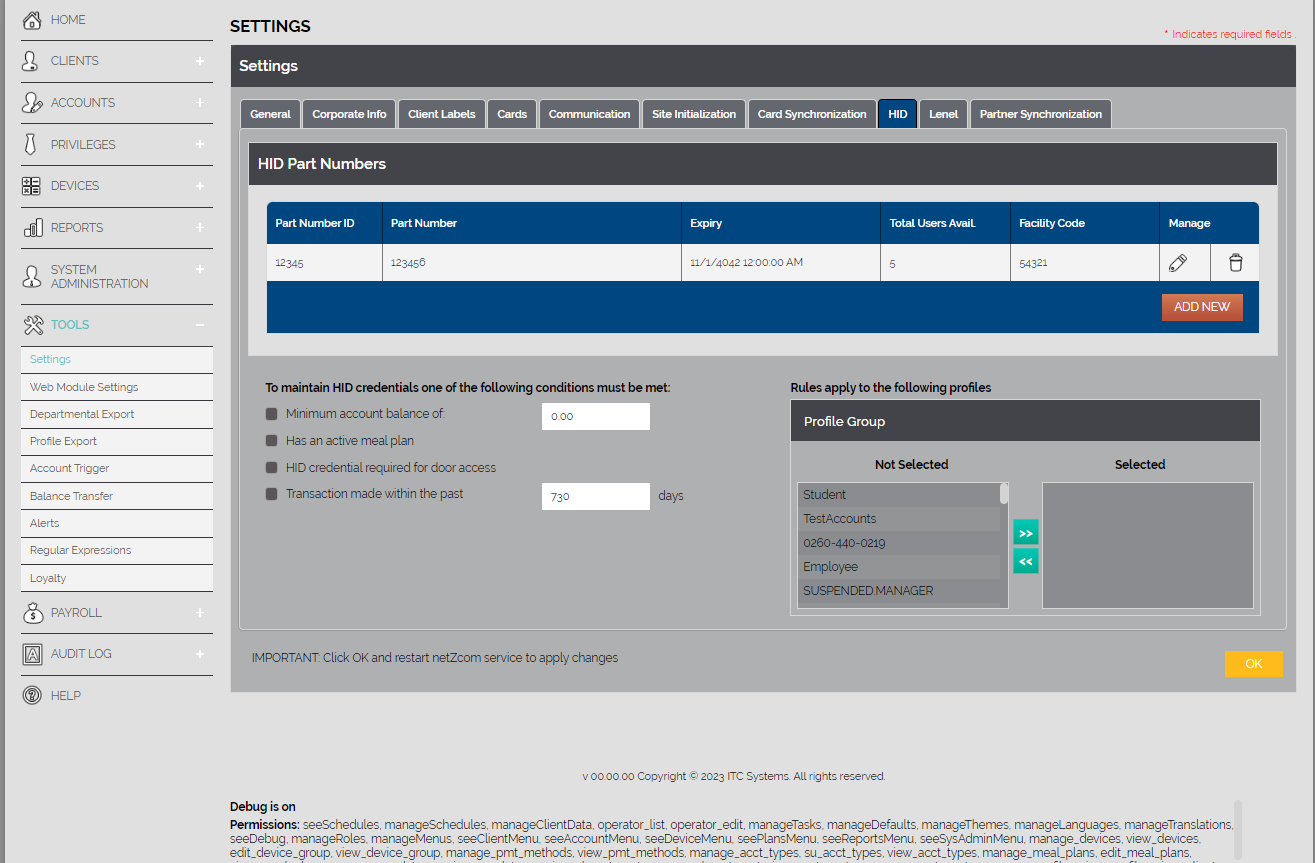 HOME
CLIENTS +
ACCOUNTS +
PRIVILEGES +
DEVICES +
REPORTS +
SYSTEM +
ADMINISTRATION
TOOLS −
Settings
Web Module Settings
Departmental Export
Profile Export
Account Trigger
Balance Transfer
Alerts
Regular Expressions
Loyalty
PAYROLL +
AUDIT LOG +
HELP
SETTINGS
* Indicates required fields .
Settings
General Corporate Info Client Labels Cards Communication Site Initialization Card Synchronization HID Lenel Partner Synchronization
HID Part Numbers
Part Number ID Part Number Expiry Total Users Avail. Facility Code Manage
12345 123456 11/1/4042 12:00:00 AM 5 54321
ADD NEW
To maintain HID credentials one of the following conditions must be met:
Minimum account balance of: 0.00
Has an active meal plan
HID credential required for door access
Transaction made within the past 730 days
Rules apply to the following profiles
Profile Group
Not Selected Selected
Student
TestAccounts
0260-440-0219
Employee
SUSPENDED.MANAGER
>>
<<
IMPORTANT: Click OK and restart netZcom service to apply changes
OK
v 00.00.00 Copyright © 2023 ITC Systems. All rights reserved.
Debug is on
Permissions: seeSchedules, manageSchedules, manageClientData, operator_list, operator_edit, manageTasks, manageDefaults, manageThemes, manageLanguages, manageTranslations,
seeDebug, manageRoles, manageMenus, seeClientMenu, seeAccountMenu, seeDeviceMenu, seePlansMenu, seeReportsMenu, seeSysAdminMenu, manage_devices, view_devices,
edit_device_group, view_device_group, manage_pmt_methods, view_pmt_methods, manage_acct_types, su_acct_types, view_acct_types, manage_meal_plans, edit_meal_plans,